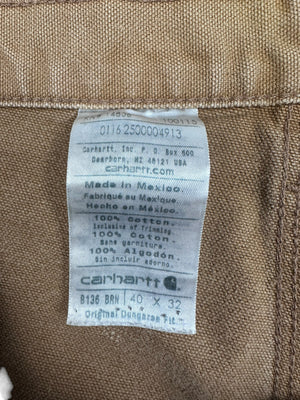 14806 100115
0116 2500004913
Carhartt, Inc. P. O. Box 600
Dearborn, MI 48121 USA
carhartt.com
Made in Mexico.
Fabriqué au Mexique
Hecho en México.
100% Cotton.
Exclusive of Trimming.
100% Coton.
Sans garniture.
100% Algodón.
Sin incluir adorno.
carhartt
B136 BRN 40 X 32
Original Dungaree Fit